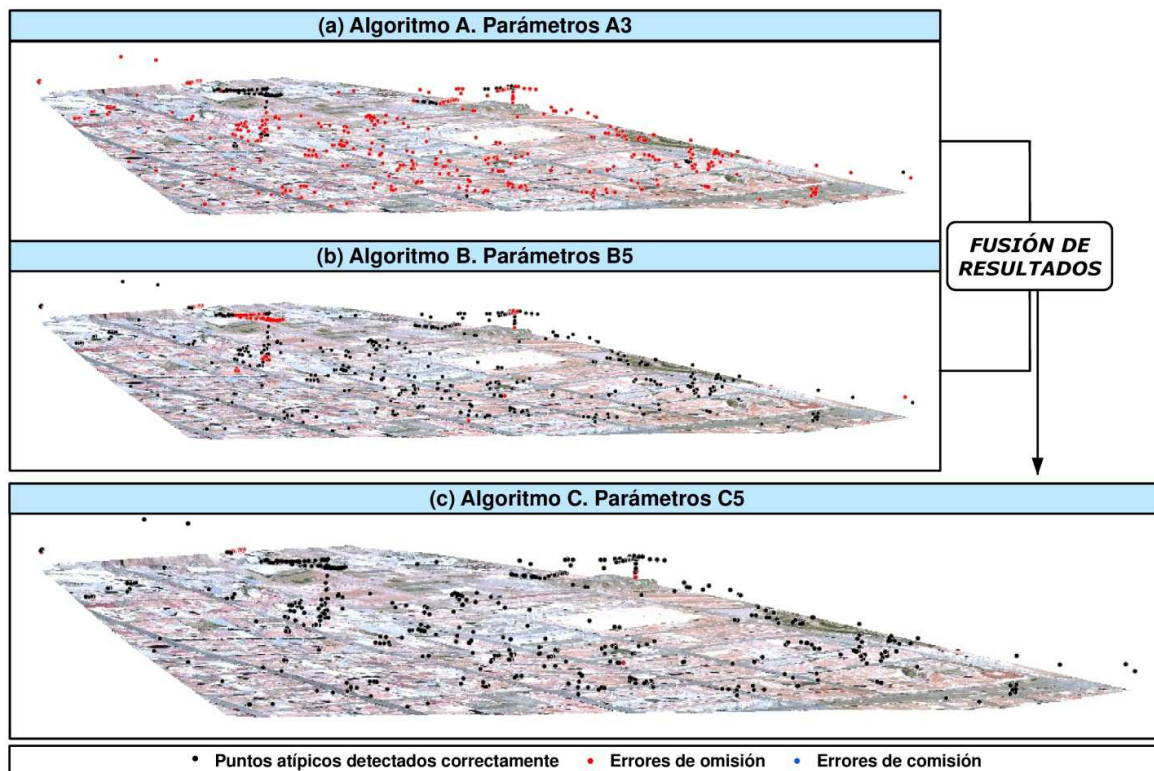 (a) Algoritmo A. Parámetros A3
(b) Algoritmo B. Parámetros B5
FUSIÓN DE
RESULTADOS
(c) Algoritmo C. Parámetros C5
Puntos atípicos detectados correctamente
Errores de omisión
Errores de comisión